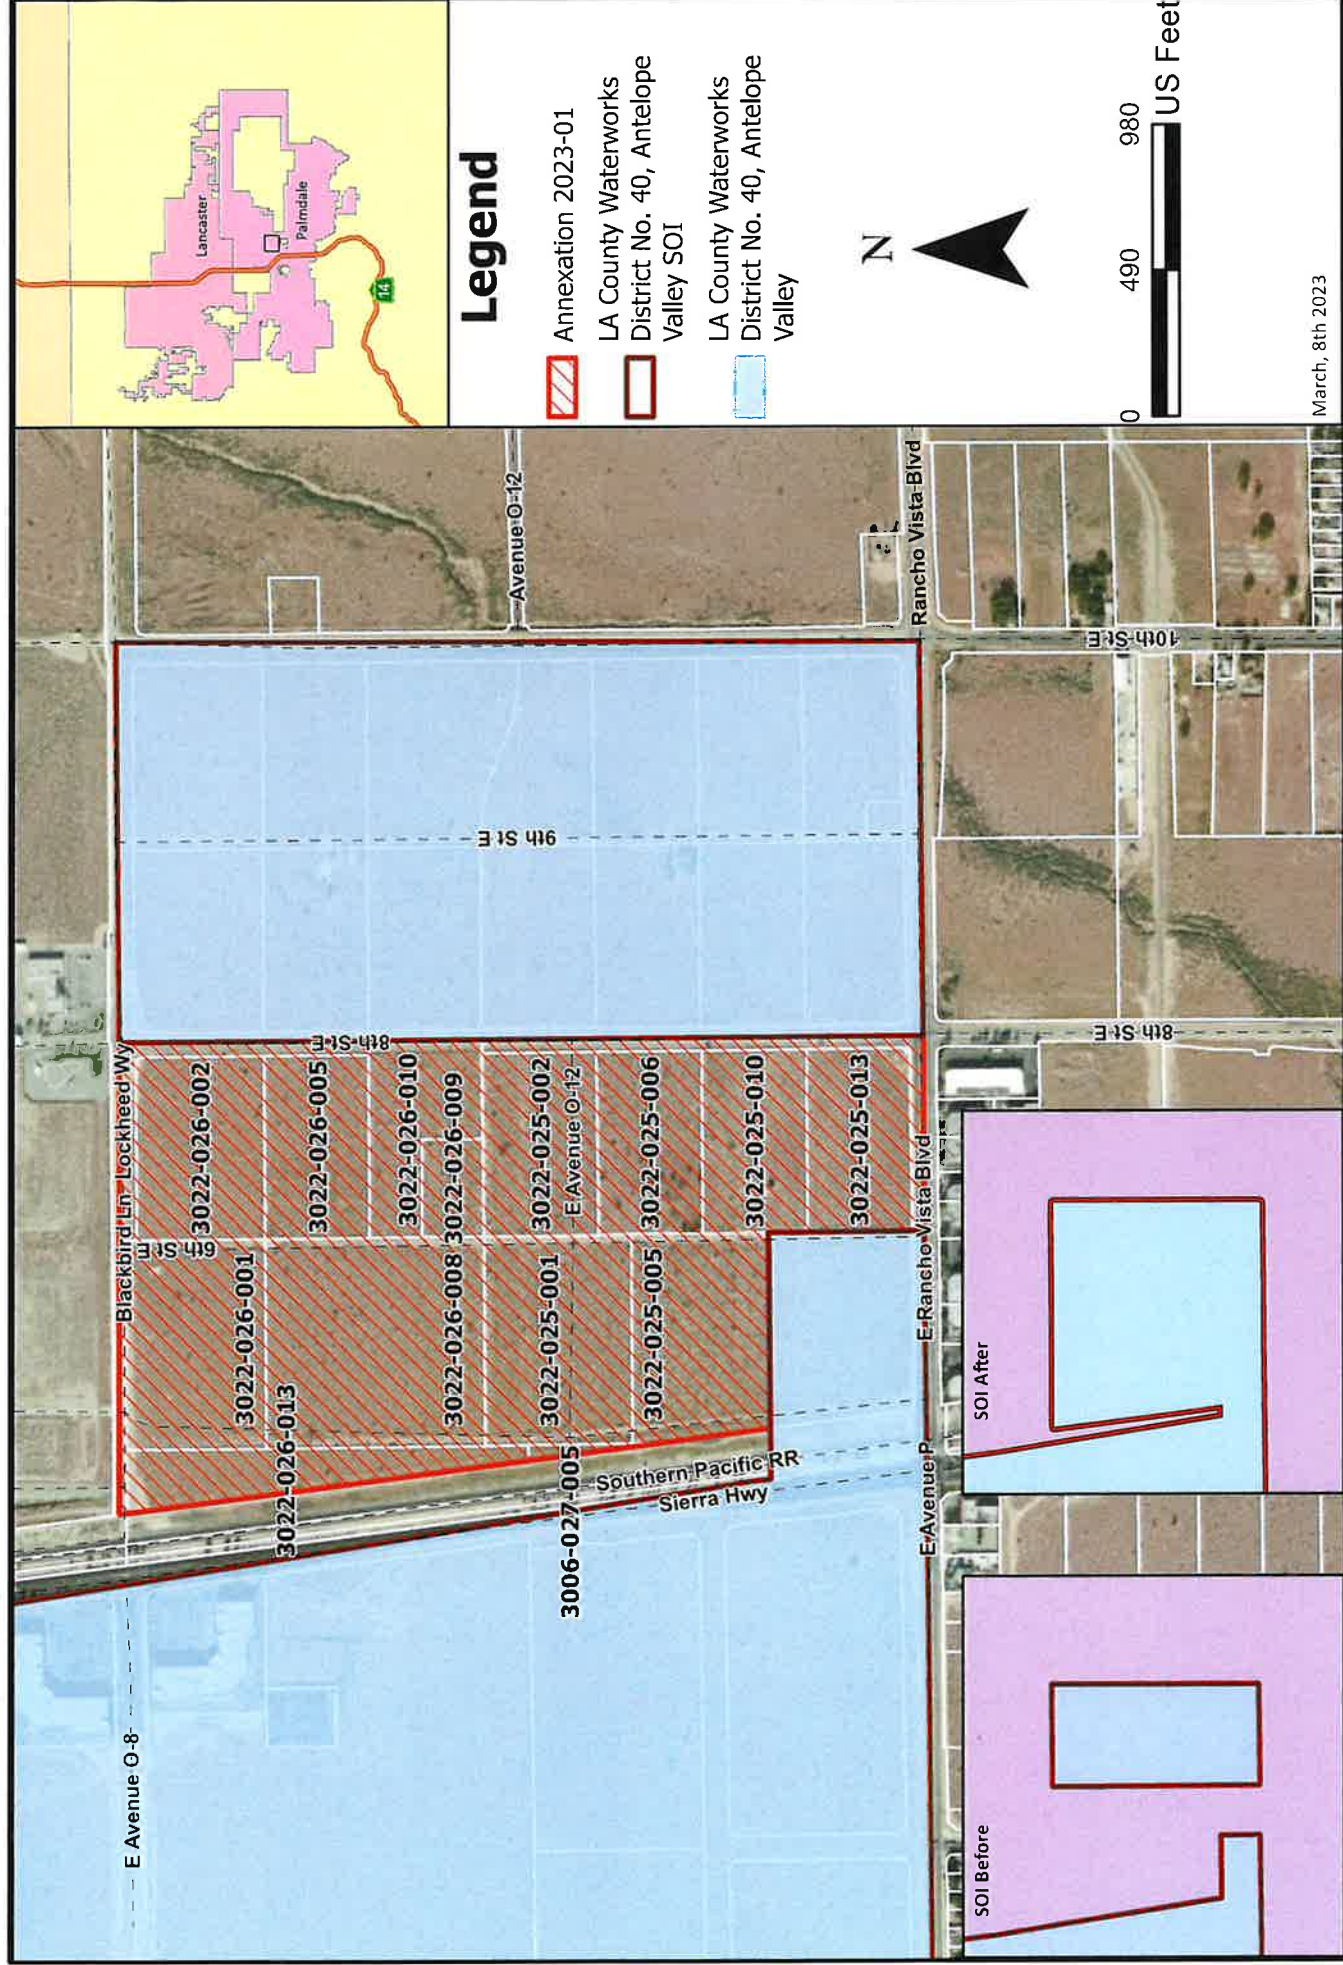 Lancaster
Palmdale
14
Legend
Annexation 2023-01
LA County Waterworks
District No. 40, Antelope
Valley SOI
LA County Waterworks
District No. 40, Antelope
Valley
N
0
490
980
US Feet
March, 8th 2023
E Avenue O-8
Blackbird Ln
Lockheed Wy
6th St E
8th St E
9th St E
Avenue O-12
3022-026-001
3022-026-002
3022-026-013
3022-026-005
3022-026-010
3022-026-008
3022-026-009
3022-025-001
3022-025-002
E Avenue O-12
3006-027-005
3022-025-005
3022-025-006
3022-025-010
3022-025-013
Southern Pacific RR
Sierra Hwy
E Avenue P
E Rancho Vista Blvd
Rancho Vista Blvd
8th St E
10th St E
SOI Before
SOI After